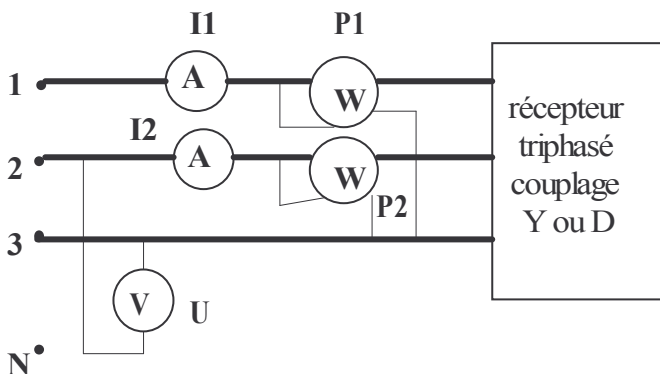 I1
P1
1
A
W
I2
2
A
W
P2
3
V
U
N
récepteur
triphasé
couplage
Y ou D